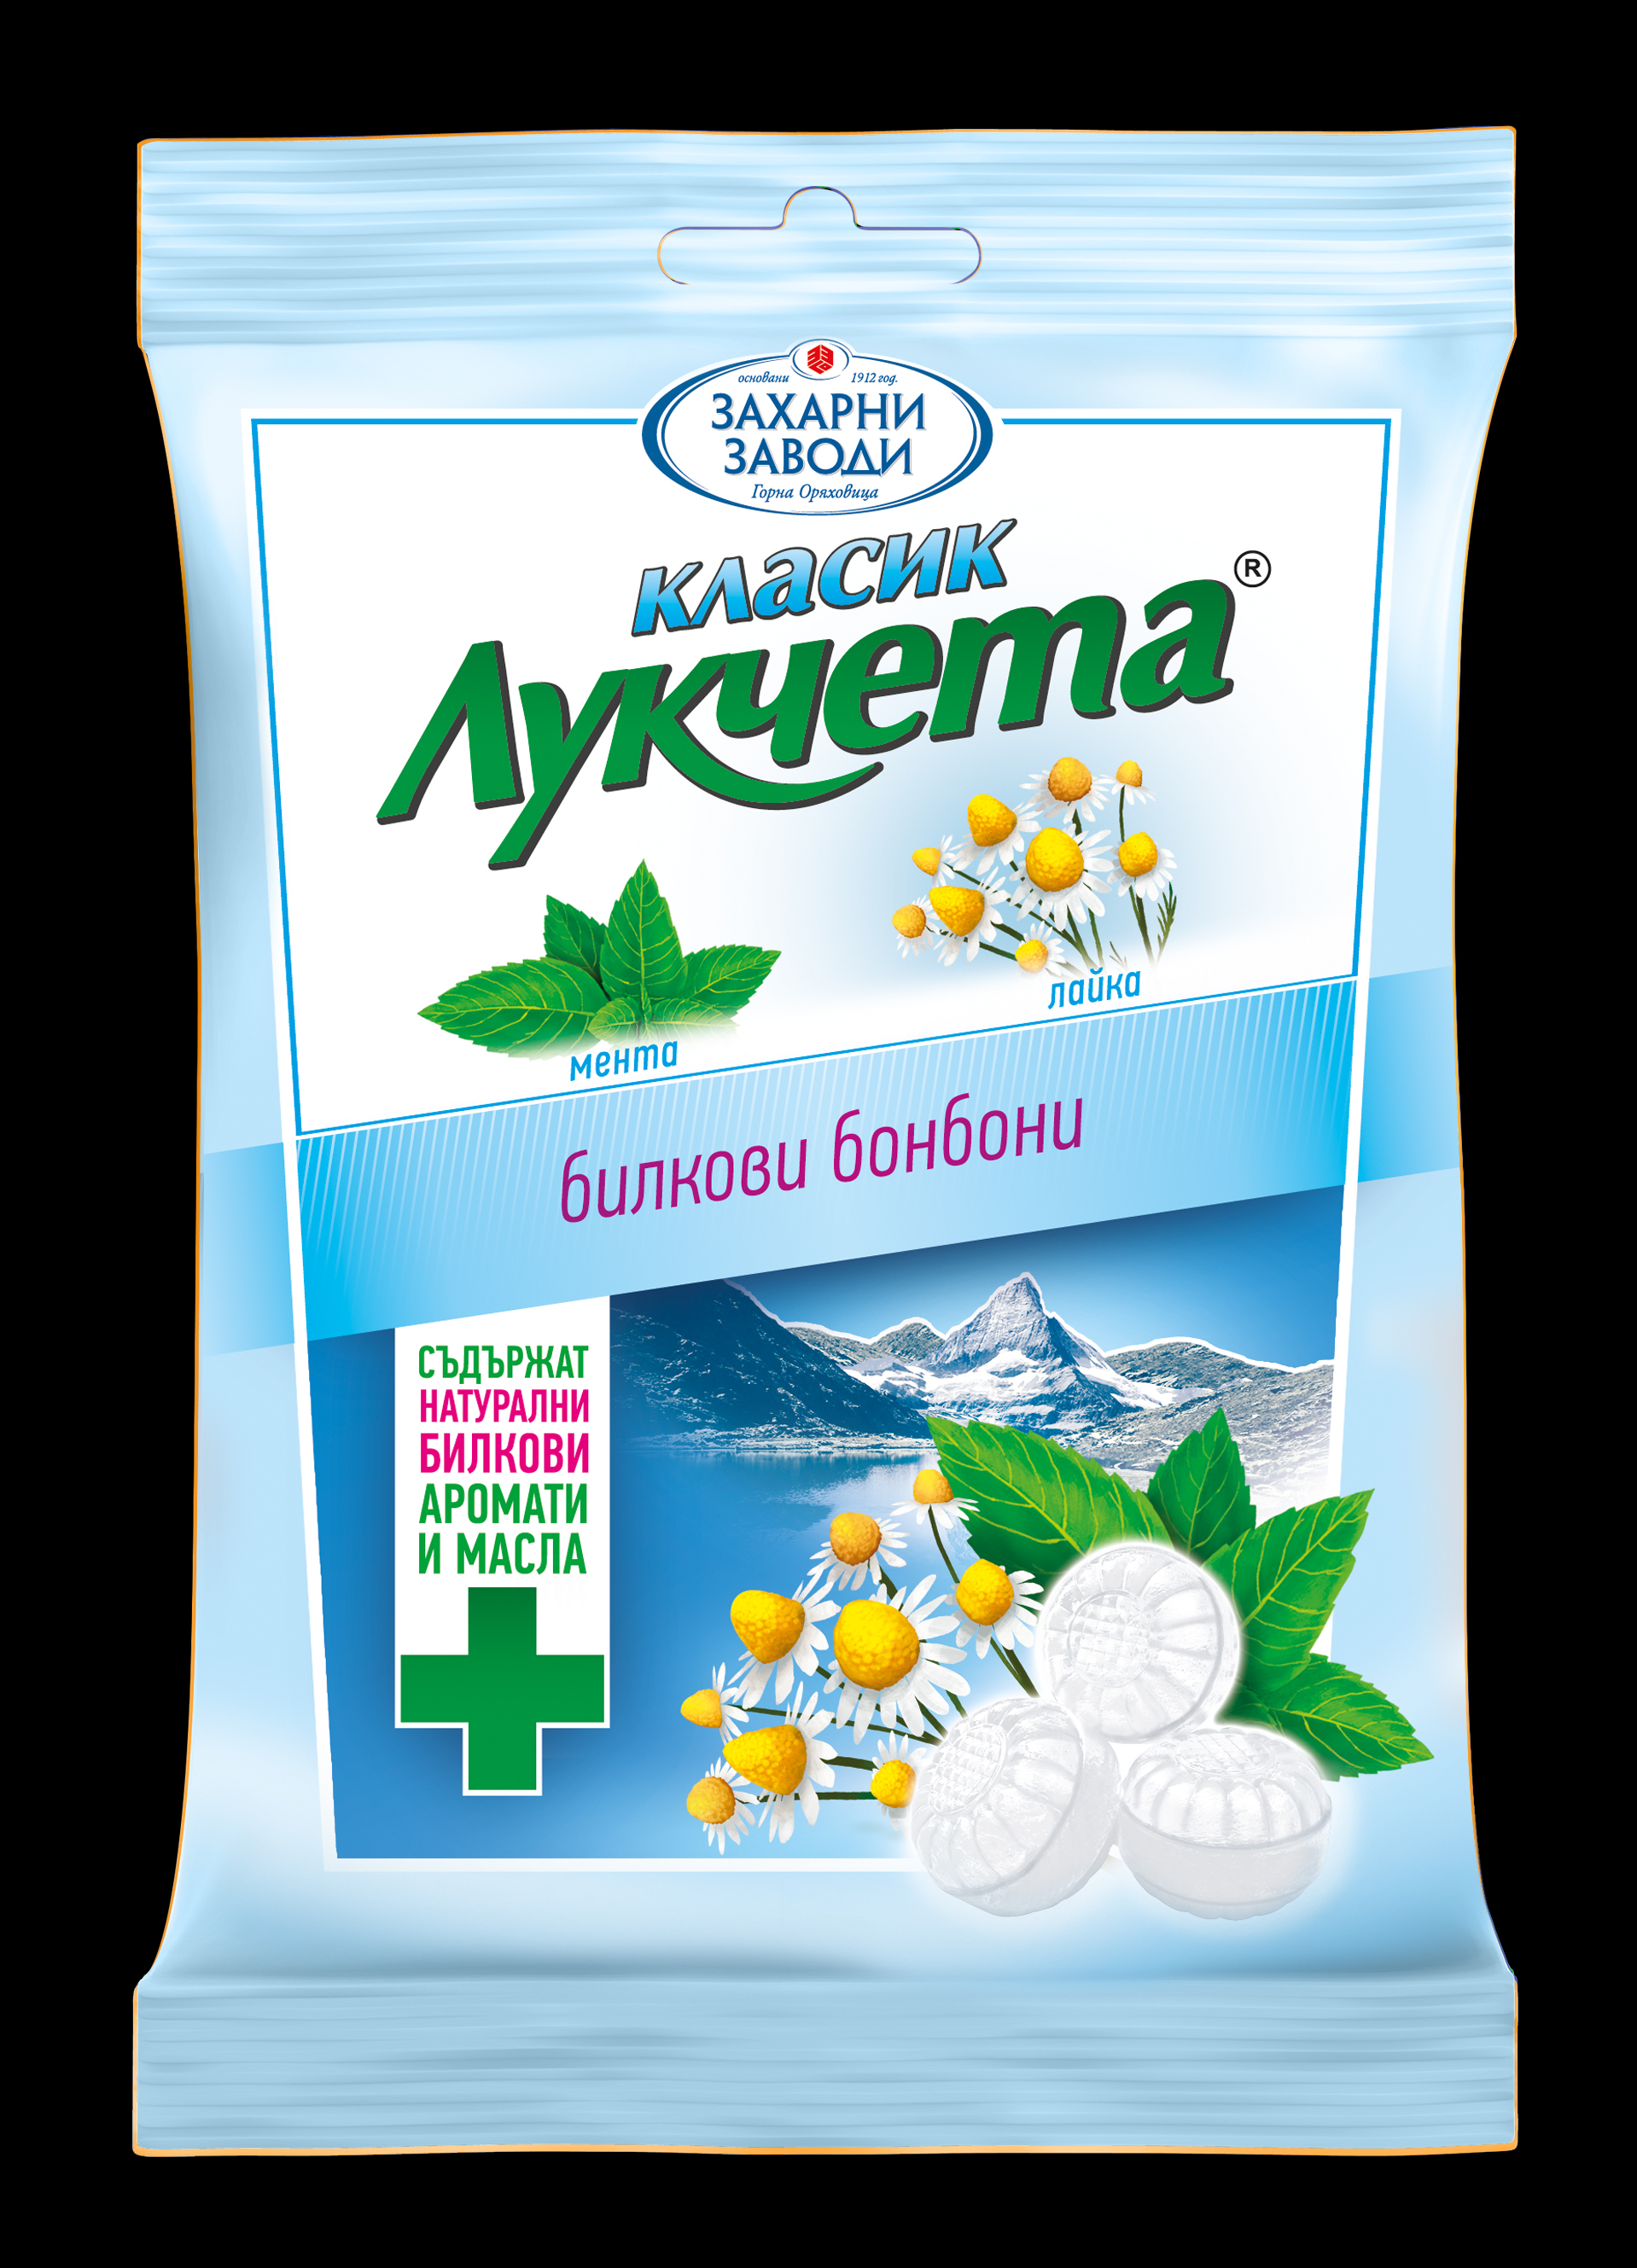 основани 1912 год.
ЗАХАРНИ
ЗАВОДИ
Горна Оряховица
класик
Лукчета®
мента
лайка
билкови бонбони
СЪДЪРЖАТ
НАТУРАЛНИ
БИЛКОВИ
АРОМАТИ
И МАСЛА